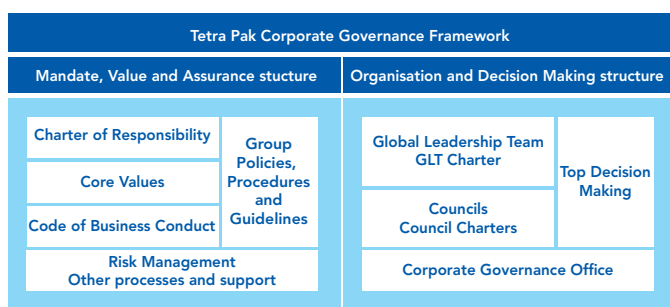 Tetra Pak Corporate Governance Framework
Mandate, Value and Assurance stucture
Organisation and Decision Making structure
Charter of Responsibility
Core Values
Code of Business Conduct
Group
Policies,
Procedures
and
Guidelines
Risk Management
Other processes and support
Global Leadership Team
GLT Charter
Councils
Council Charters
Top Decision
Making
Corporate Governance Office